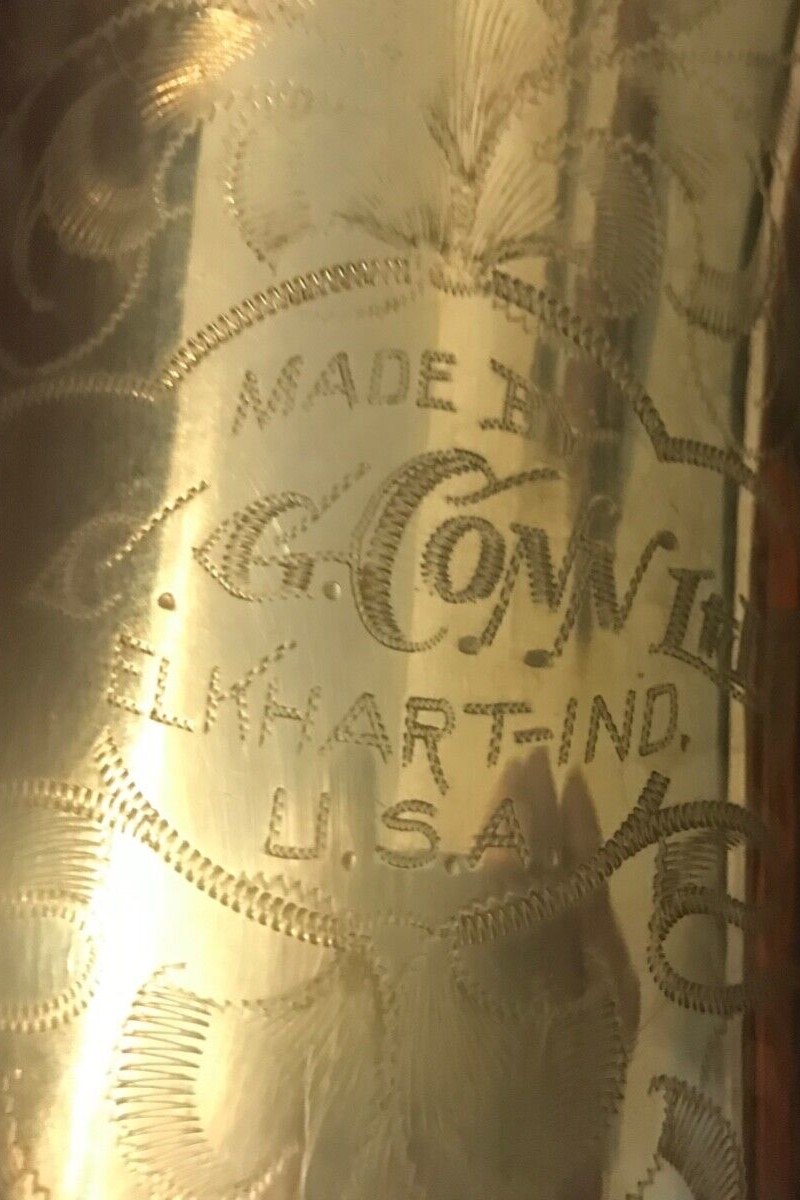 MADE BY
C.G.CONN LTD
ELKHART-IND.
U.S.A.